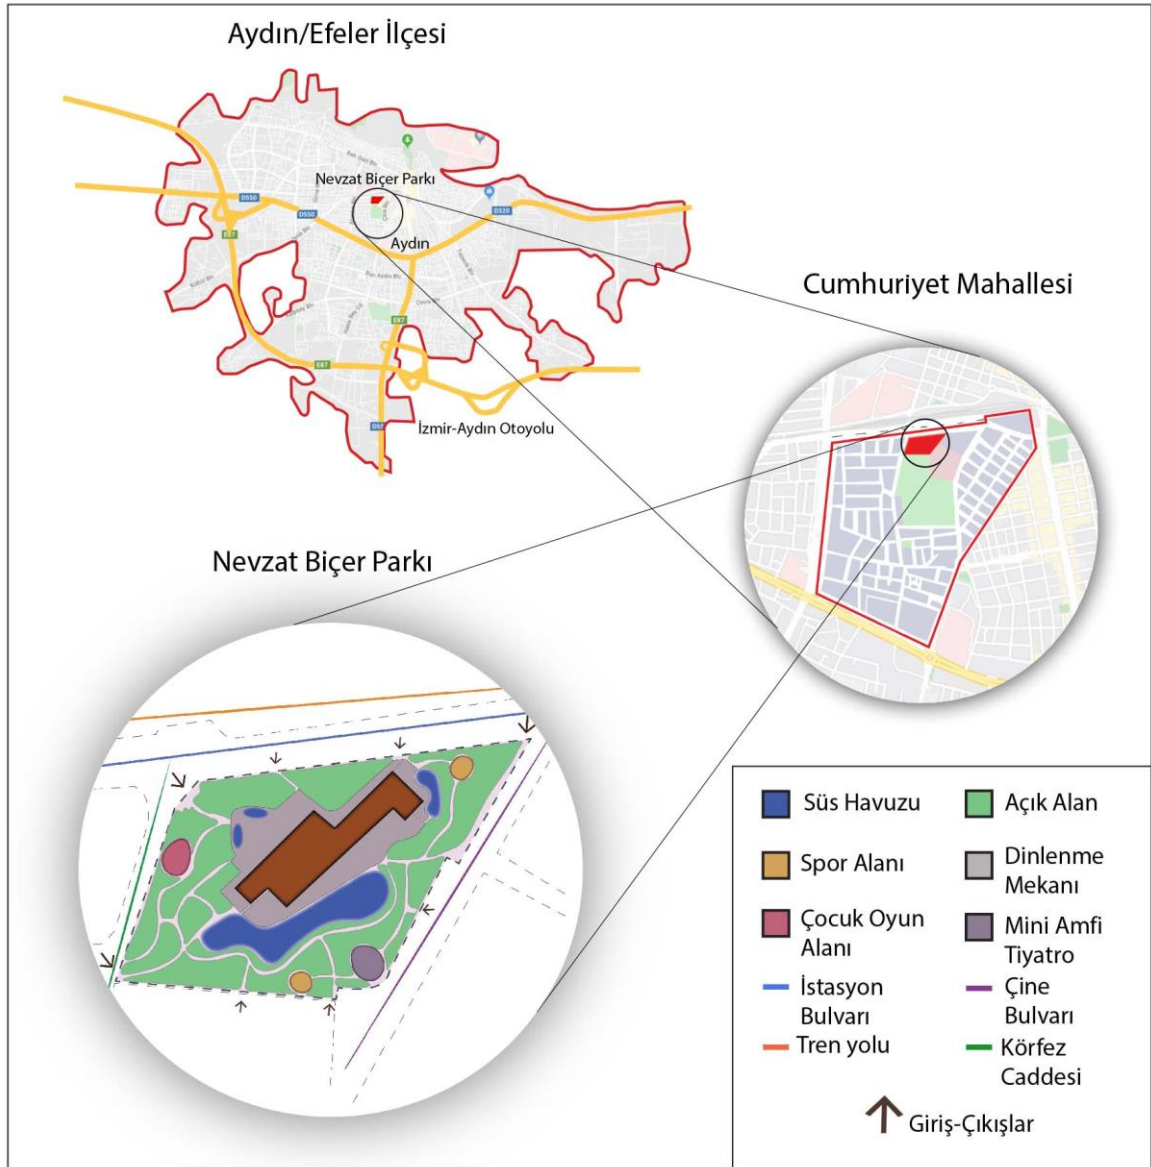 Aydın/Efeler İlçesi
Nevzat Biçer Parkı
D550
D550
D320
E87
Aydın
E87
E87
İzmir-Aydın Otoyolu
Cumhuriyet Mahallesi
Nevzat Biçer Parkı
Süs Havuzu
Açık Alan
Spor Alanı
Dinlenme
Mekanı
Çocuk Oyun
Alanı
Mini Amfi
Tiyatro
İstasyon
Bulvarı
Çine
Bulvarı
Tren yolu
Körfez
Caddesi
Giriş-Çıkışlar